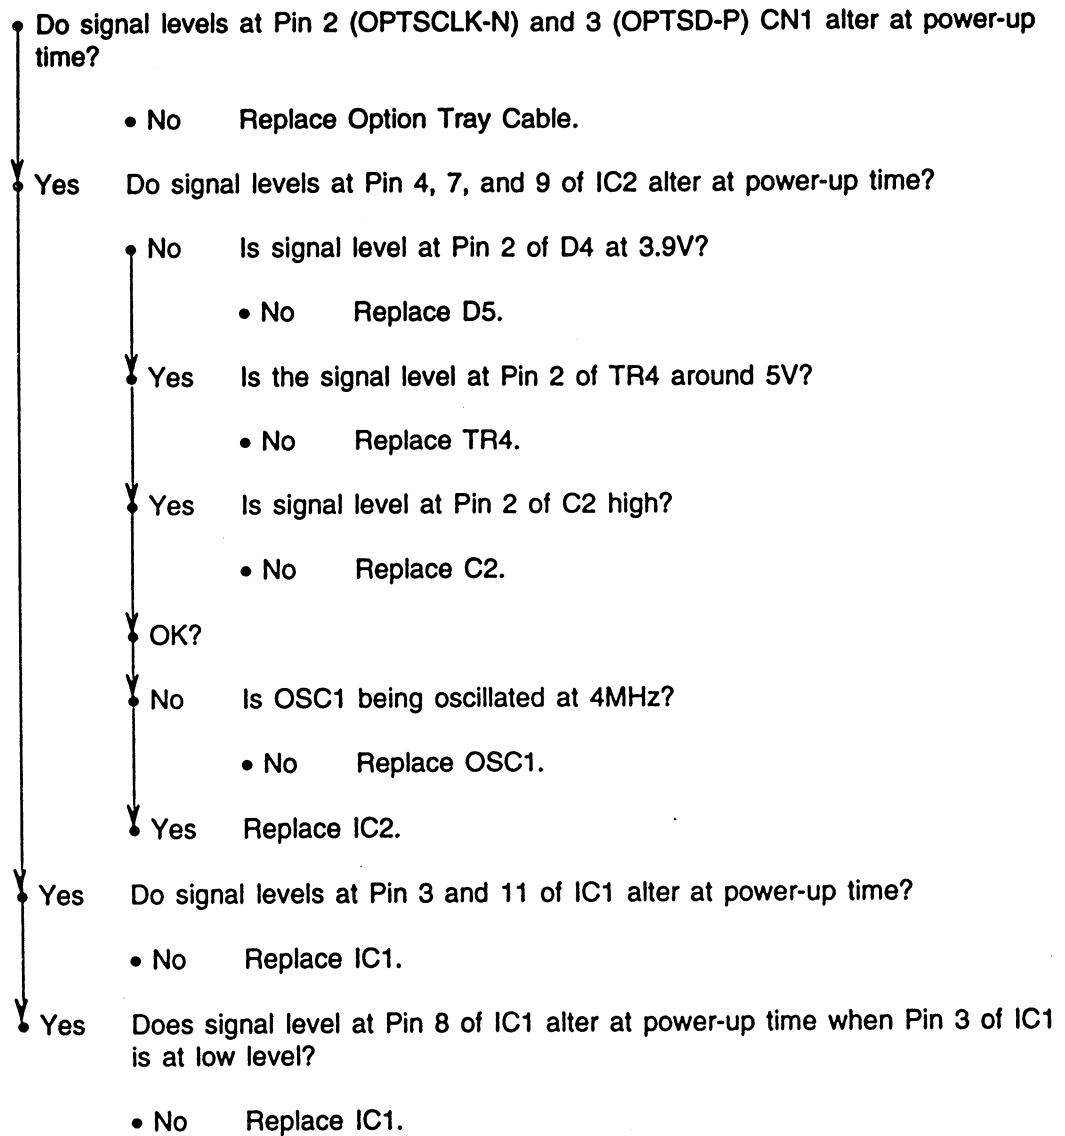 • Do signal levels at Pin 2 (OPTSCLK-N) and 3 (OPTSD-P) CN1 alter at power-up
time?
• No Replace Option Tray Cable.
• Yes Do signal levels at Pin 4, 7, and 9 of IC2 alter at power-up time?
• No Is signal level at Pin 2 of D4 at 3.9V?
• No Replace D5.
• Yes Is the signal level at Pin 2 of TR4 around 5V?
• No Replace TR4.
• Yes Is signal level at Pin 2 of C2 high?
• No Replace C2.
• OK?
• No Is OSC1 being oscillated at 4MHz?
• No Replace OSC1.
• Yes Replace IC2.
• Yes Do signal levels at Pin 3 and 11 of IC1 alter at power-up time?
• No Replace IC1.
• Yes Does signal level at Pin 8 of IC1 alter at power-up time when Pin 3 of IC1
is at low level?
• No Replace IC1.